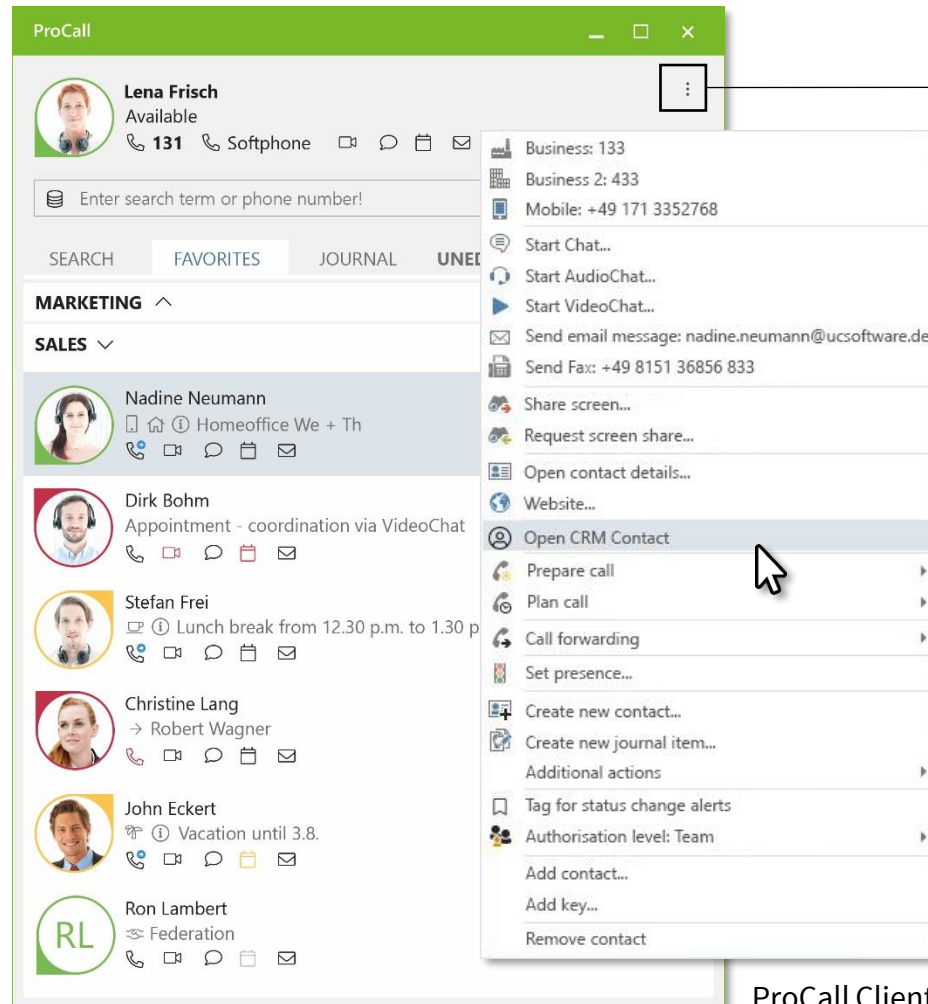 ProCall
Lena Frisch
Available
131 Softphone
Enter search term or phone number!
SEARCH FAVORITES JOURNAL UNE
MARKETING
SALES
Nadine Neumann
Homeoffice We + Th
Dirk Bohm
Appointment - coordination via VideoChat
Stefan Frei
Lunch break from 12.30 p.m. to 1.30 p
Christine Lang
→ Robert Wagner
John Eckert
Vacation until 3.8.
RL
Ron Lambert
Federation
Business: 133
Business 2: 433
Mobile: +49 171 3352768
Start Chat...
Start AudioChat...
Start VideoChat...
Send email message: nadine.neumann@ucsoftware.de
Send Fax: +49 8151 36856 833
Share screen...
Request screen share...
Open contact details...
Website...
Open CRM Contact
Prepare call
Plan call
Call forwarding
Set presence...
Create new contact...
Create new journal item...
Additional actions
Tag for status change alerts
Authorisation level: Team
Add contact...
Add key...
Remove contact
ProCall Client